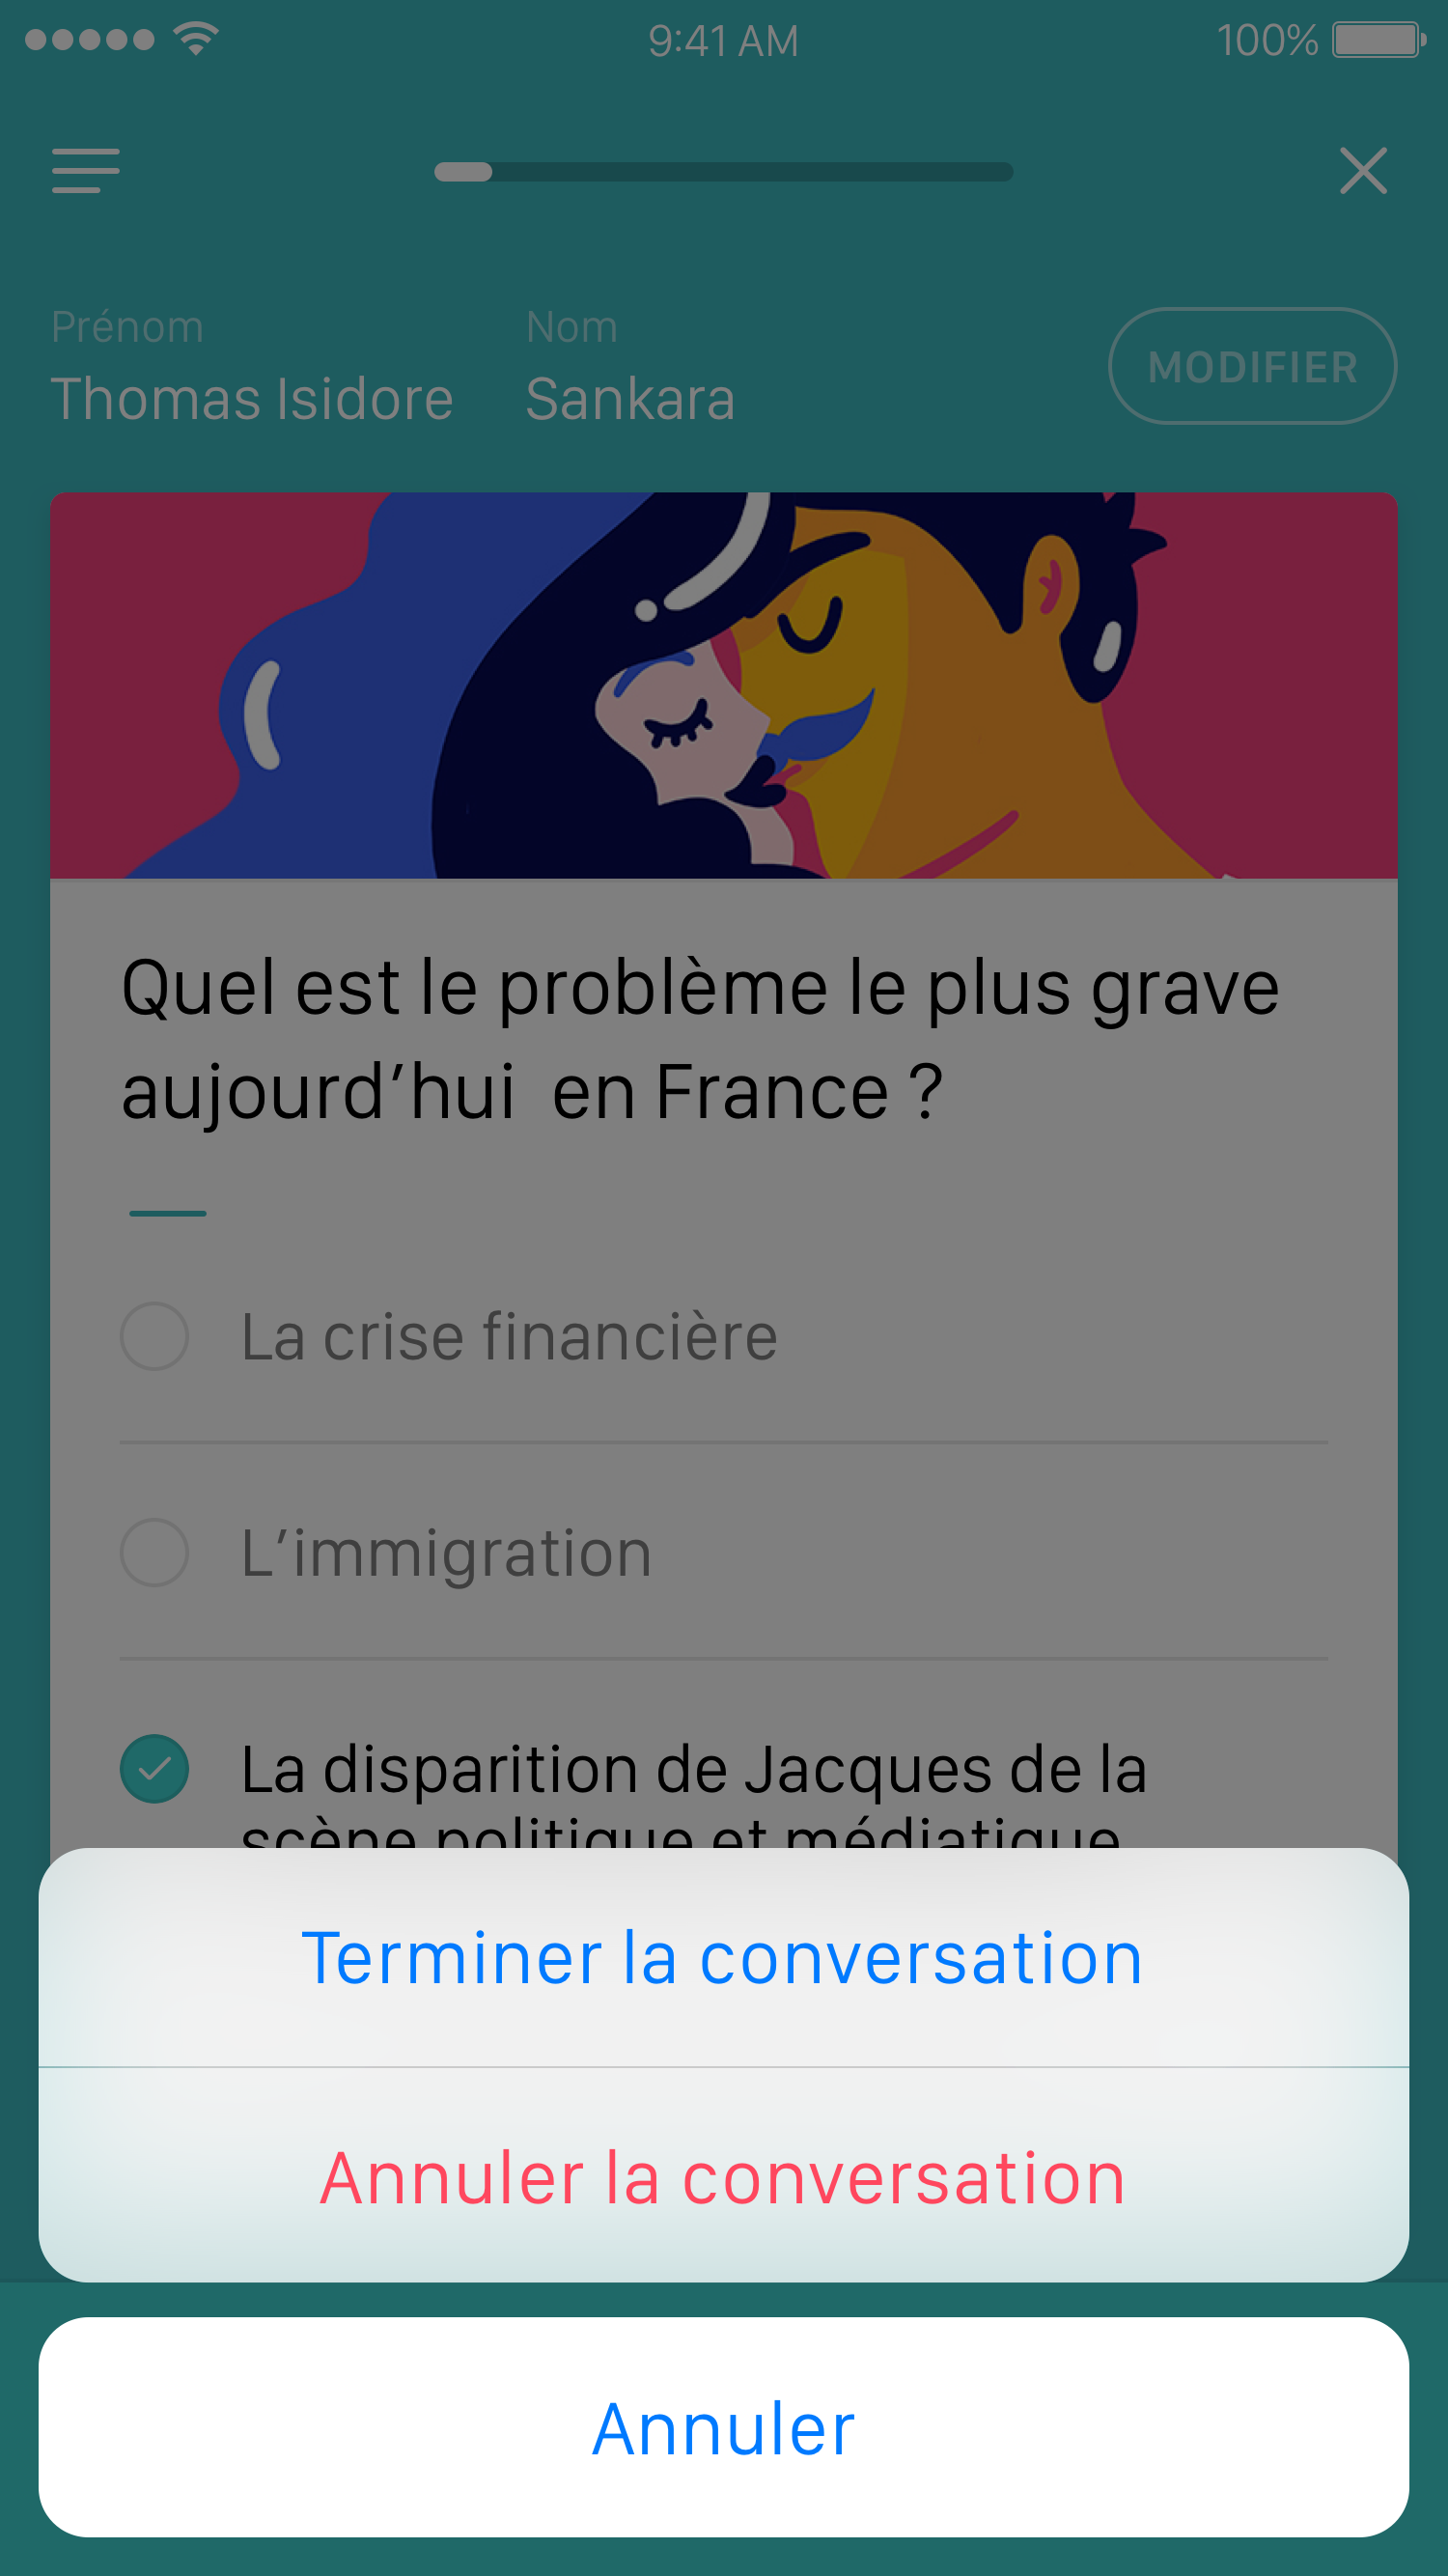 9:41 AM
100%
Prénom
Nom
MODIFIER
Thomas Isidore
Sankara
Quel est le problème le plus grave
aujourd’hui  en France ?
La crise financière
L’immigration
La disparition de Jacques de la
scène politique et médiatique
Terminer la conversation
Annuler la conversation
Annuler